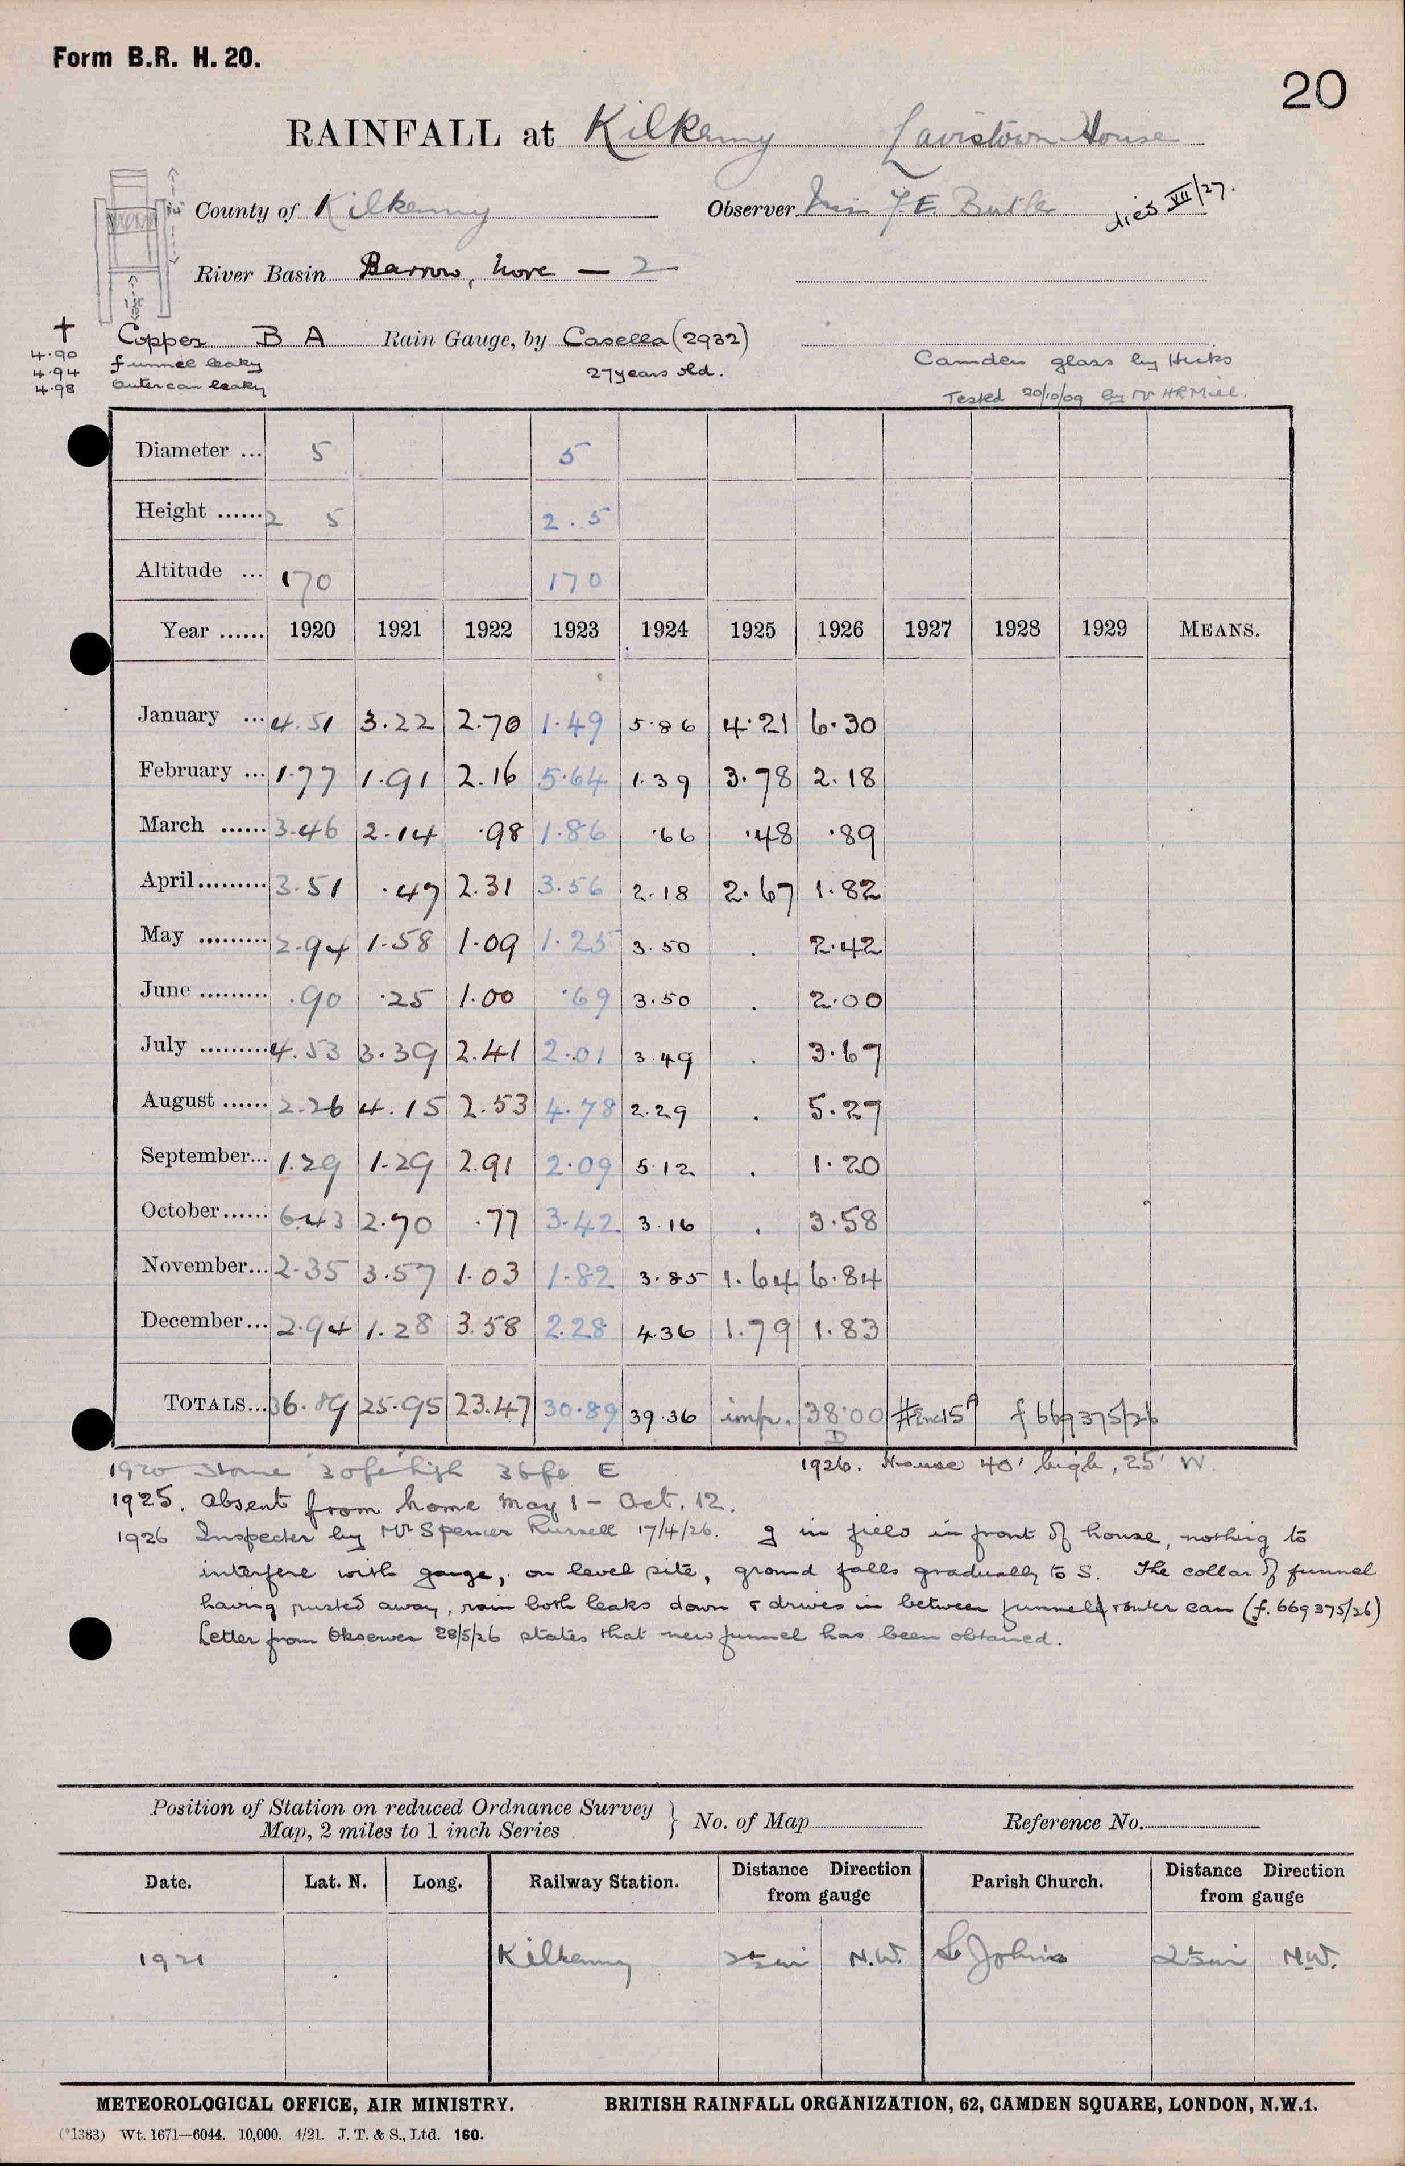 Form B.R. H. 20.
20
RAINFALL at Kilkenny Lavistown House
County of Kilkenny Observer Miss F.E. Butler died VII/27.
River Basin Barrow, Nore — 2
† Copper B A Rain Gauge, by Casella (2932)
4.90 funnel leaky 27 years old. Camden glass by Hicks
4.94 outer can leaky Tested 20/10/09 by Dr HR Mill.
4.98
Diameter ... 5 5
Height ...... 2 5 2.5
Altitude ... 170 170
Year ...... 1920 1921 1922 1923 1924 1925 1926 1927 1928 1929 MEANS.
January ... 4.51 3.22 2.70 1.49 5.86 4.21 6.30
February ... 1.77 1.91 2.16 5.64 1.39 3.78 2.18
March ...... 3.46 2.14 .98 1.86 .66 .48 .89
April......... 3.51 .47 2.31 3.56 2.18 2.67 1.82
May ......... 2.94 1.58 1.09 1.25 3.50 . 2.42
June ......... .90 .25 1.00 .69 3.50 . 2.00
July ......... 4.53 3.39 2.41 2.01 3.49 . 3.67
August ...... 2.26 4.15 2.53 4.78 2.29 . 5.27
September... 1.29 1.29 2.91 2.09 5.12 . 1.20
October...... 6.43 2.70 .77 3.42 3.16 . 3.58
November... 2.35 3.57 1.03 1.82 3.85 1.64 6.84
December... 2.94 1.28 3.58 2.28 4.36 1.79 1.83
TOTALS... 36.89 25.95 23.47 30.89 39.36 imp. 38.00 f 669375/26
D
1920 House 30 feet high 36 ft E 1926. House 40' high, 25' W.
1925. Absent from home May 1 – Oct. 12.
1926 Inspected by Mr Spencer Russell 17/4/26. g in field in front of house, nothing to
interfere with gauge, on level site, ground falls gradually to S. The collar of funnel
having rusted away, rain both leaks down & drives in between funnel & outer can (f. 669375/26)
Letter from Observer 28/5/26 states that new funnel has been obtained.
Position of Station on reduced Ordnance Survey
Map, 2 miles to 1 inch Series } No. of Map Reference No.
Date. Lat. N. Long. Railway Station. Distance Direction from gauge Parish Church. Distance Direction from gauge
1921 Kilkenny 2½ mi N.W. St Johns 2½ mi N.W.
METEOROLOGICAL OFFICE, AIR MINISTRY. BRITISH RAINFALL ORGANIZATION, 62, CAMDEN SQUARE, LONDON, N.W.1.
(*1383) Wt. 1671—6044. 10,000. 4/21. J. T. & S., Ltd. 160.